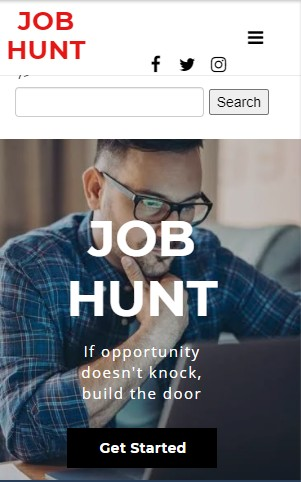 JOB
HUNT
Search
JOB
HUNT
If opportunity
doesn't knock,
build the door
Get Started